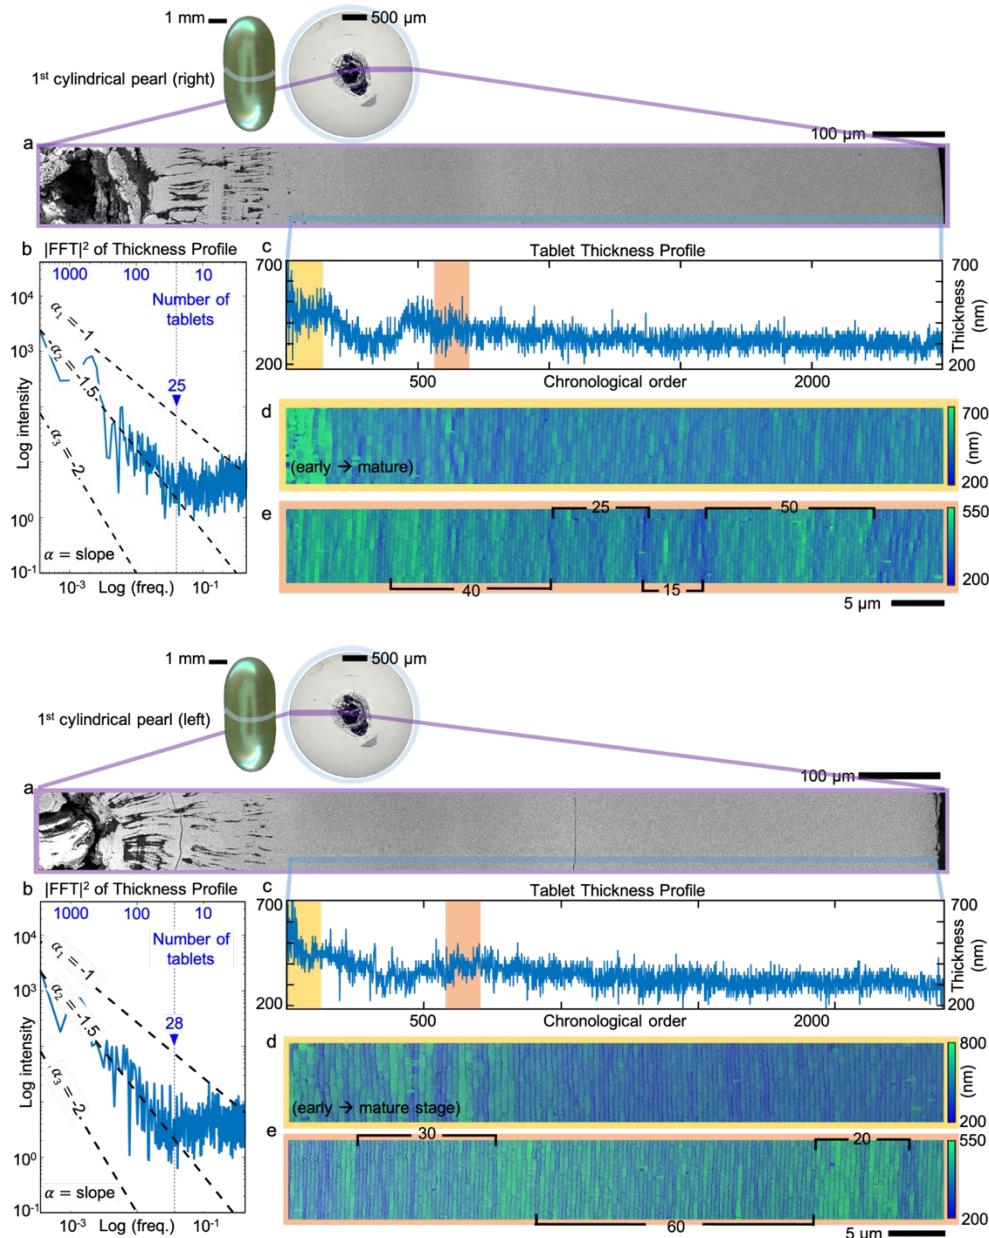 1 mm
500 µm
1st cylindrical pearl (right)
100 µm
a
b
|FFT|² of Thickness Profile
1000
100
10
Number of
tablets
25
α₁ = -1
α₂ = -1.5
α₃ = -2
10⁴
10³
10⁰
10⁻¹
Log intensity
α = slope
10⁻³
10⁻¹
Log (freq.)
c
Tablet Thickness Profile
700
200
700
200
Thickness
(nm)
500
Chronological order
2000
d
(early → mature)
700
(nm)
200
e
25
50
40
15
550
200
5 µm
1 mm
500 µm
1st cylindrical pearl (left)
100 µm
a
b
|FFT|² of Thickness Profile
1000
100
10
Number of
tablets
28
α₁ = -1
α₂ = -1.5
α₃ = -2
10⁴
10³
10⁰
10⁻¹
Log intensity
α = slope
10⁻³
10⁻¹
Log (freq.)
c
Tablet Thickness Profile
700
200
700
200
Thickness
(nm)
500
Chronological order
2000
d
(early → mature stage)
800
(nm)
200
e
30
20
60
550
200
5 µm